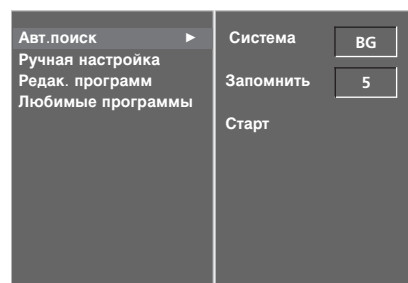 Авт.поиск ►
Ручная настройка
Редак. программ
Любимые программы
Система BG
Запомнить 5
Старт